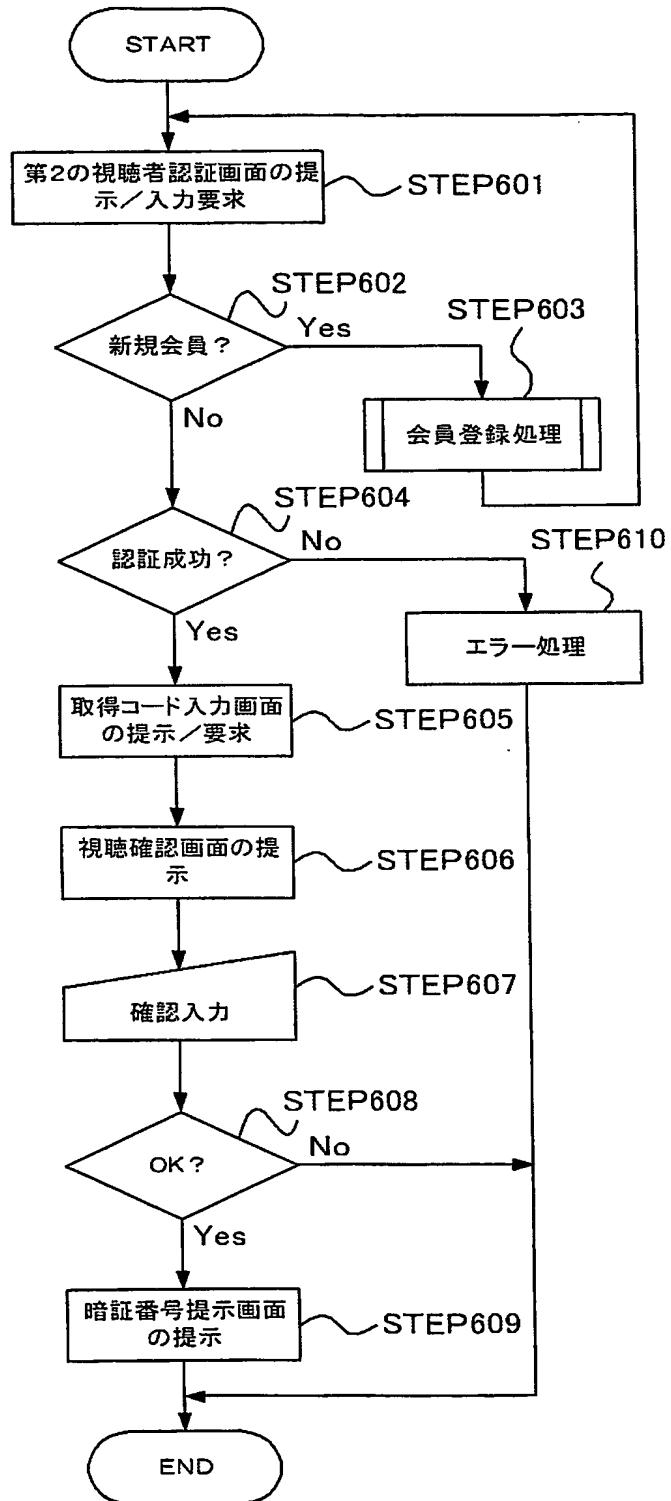 START
第2の視聴者認証画面の提
示／入力要求
STEP601
STEP602
新規会員？
Yes
STEP603
会員登録処理
No
STEP604
認証成功？
No
STEP610
エラー処理
Yes
取得コード入力画面
の提示／要求
STEP605
視聴確認画面の提
示
STEP606
確認入力
STEP607
STEP608
OK？
No
Yes
暗証番号提示画面
の提示
STEP609
END